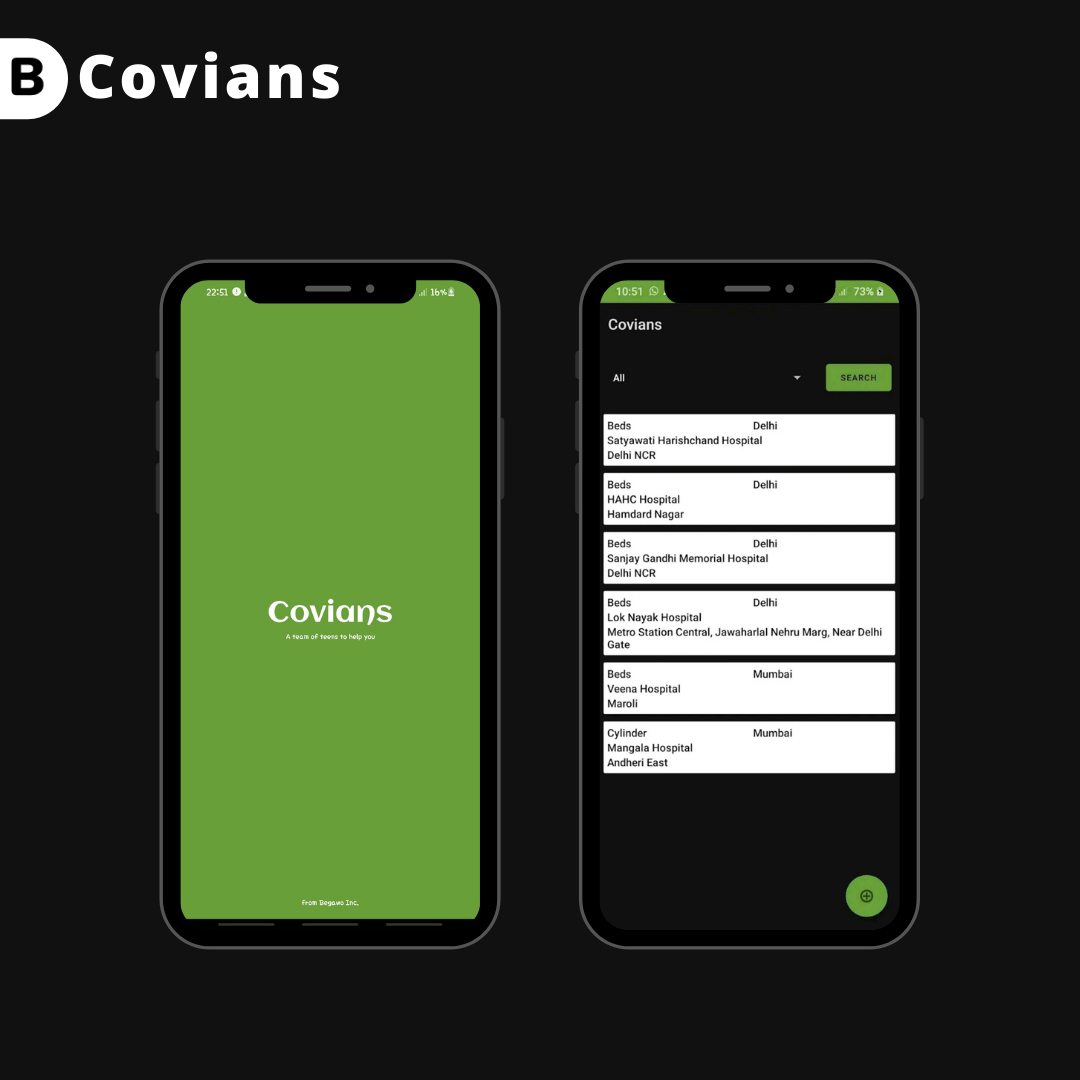 B Covians
22:51
16%
Covians
A team of teens to help you
from Begawo Inc.
10:51
73%
Covians
All
SEARCH
Beds Delhi
Satyawati Harishchand Hospital
Delhi NCR
Beds Delhi
HAHC Hospital
Hamdard Nagar
Beds Delhi
Sanjay Gandhi Memorial Hospital
Delhi NCR
Beds Delhi
Lok Nayak Hospital
Metro Station Central, Jawaharlal Nehru Marg, Near Delhi
Gate
Beds Mumbai
Veena Hospital
Maroli
Cylinder Mumbai
Mangala Hospital
Andheri East